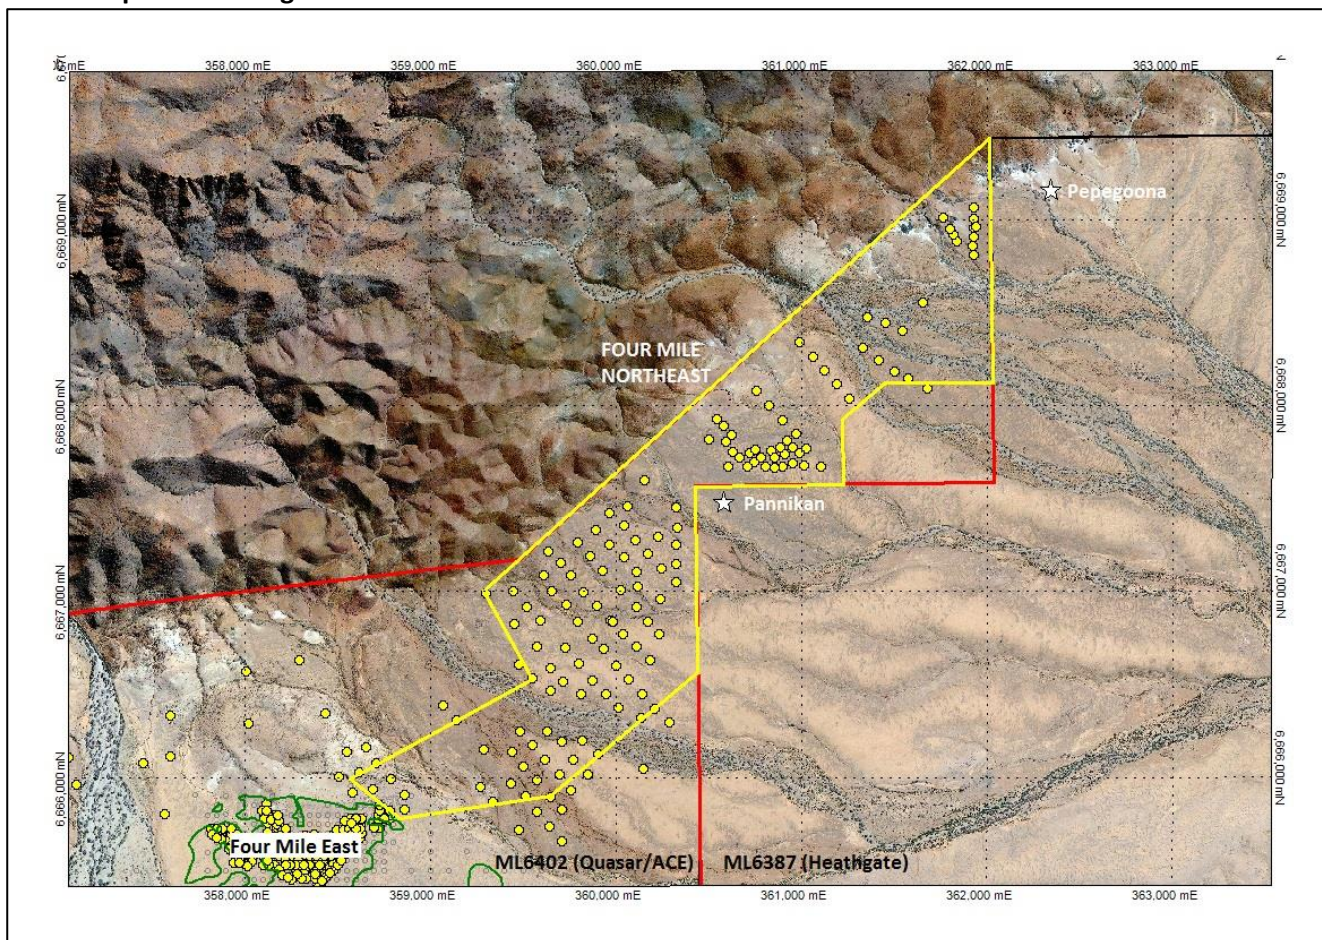 358,000 mE
359,000 mE
360,000 mE
361,000 mE
362,000 mE
363,000 mE
6,669,000 mN
6,669,000 mN
Pepegoona
FOUR MILE
NORTHEAST
6,668,000 mN
6,668,000 mN
Pannikan
6,667,000 mN
6,667,000 mN
6,666,000 mN
6,666,000 mN
Four Mile East
ML6402 (Quasar/ACE)
ML6387 (Heathgate)
358,000 mE
359,000 mE
360,000 mE
361,000 mE
362,000 mE
363,000 mE